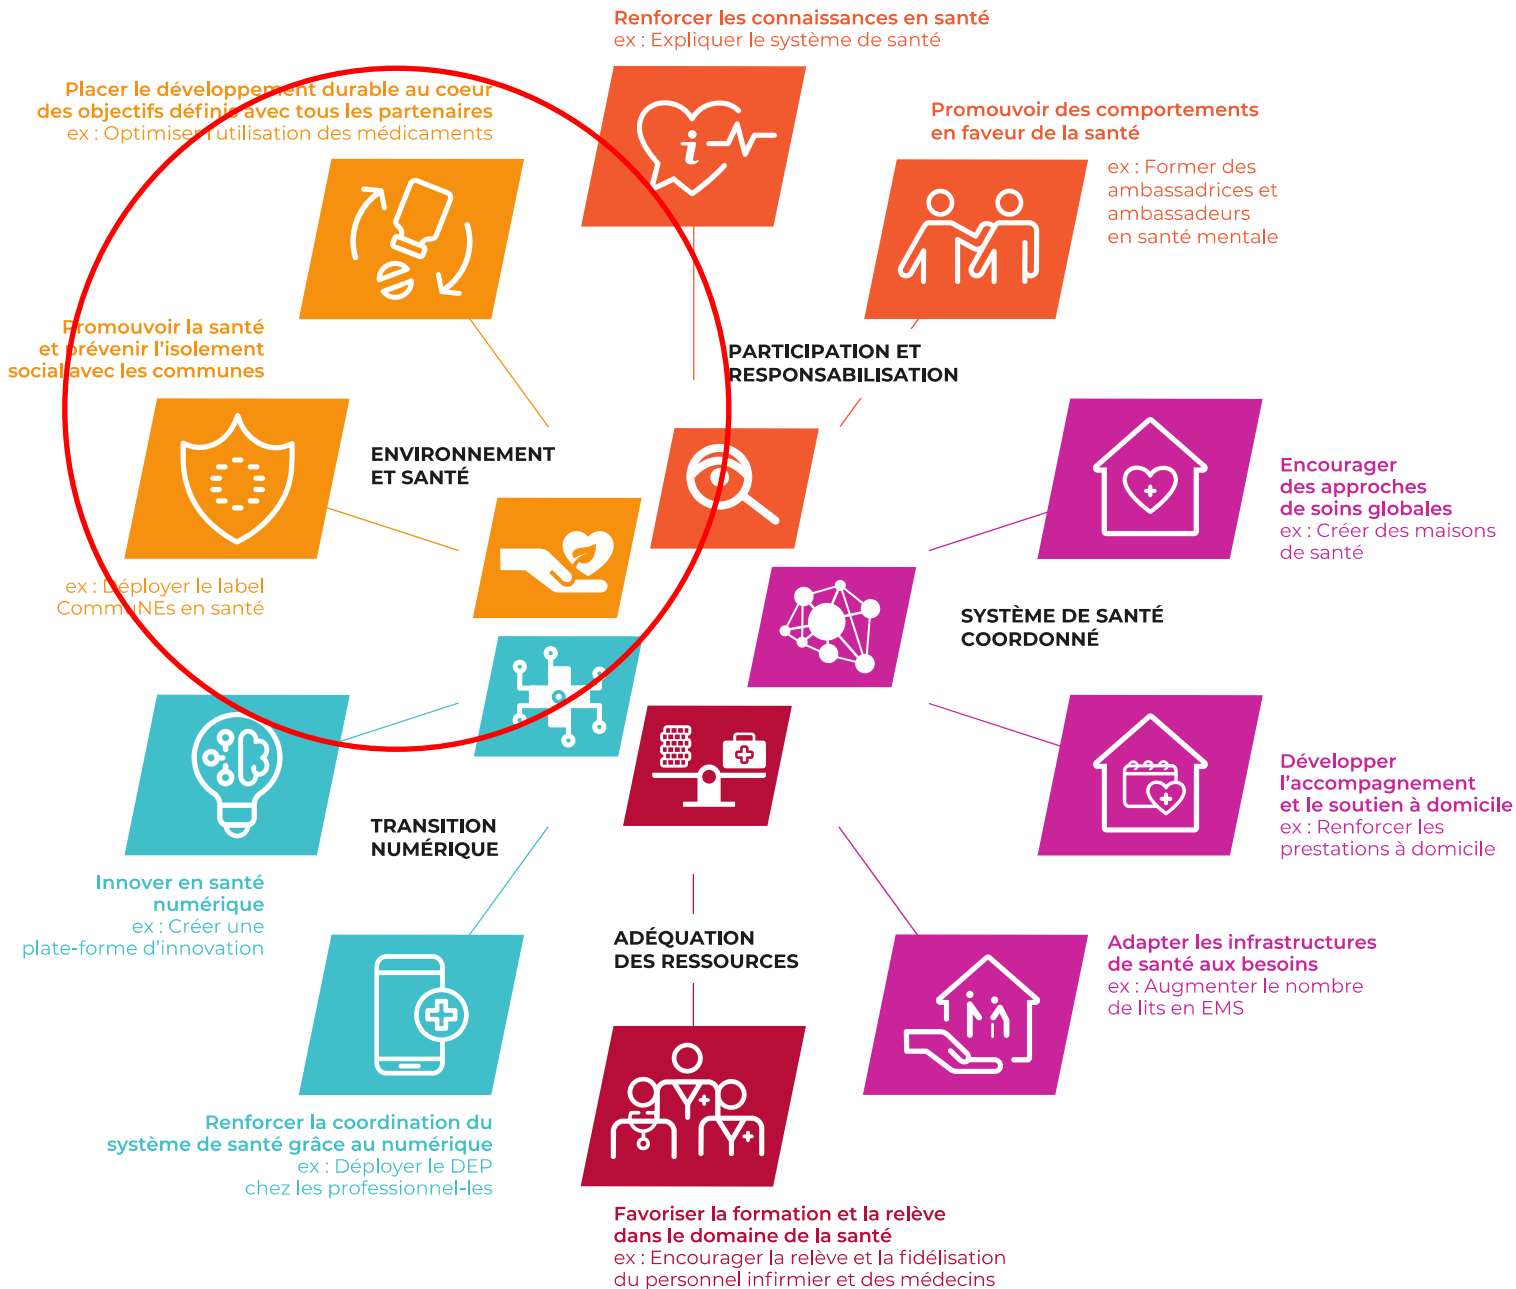 Renforcer les connaissances en santé
ex : Expliquer le système de santé
Placer le développement durable au coeur
des objectifs définis avec tous les partenaires
ex : Optimiser l'utilisation des médicaments
Promouvoir des comportements
en faveur de la santé
ex : Former des
ambassadrices et
ambassadeurs
en santé mentale
Promouvoir la santé
et prévenir l'isolement
social avec les communes
ex : Déployer le label
CommuNEs en santé
PARTICIPATION ET
RESPONSABILISATION
ENVIRONNEMENT
ET SANTÉ
i
Encourager
des approches
de soins globales
ex : Créer des maisons
de santé
SYSTÈME DE SANTÉ
COORDONNÉ
Développer
l'accompagnement
et le soutien à domicile
ex : Renforcer les
prestations à domicile
TRANSITION
NUMÉRIQUE
Innover en santé
numérique
ex : Créer une
plate-forme d'innovation
ADÉQUATION
DES RESSOURCES
Adapter les infrastructures
de santé aux besoins
ex : Augmenter le nombre
de lits en EMS
Renforcer la coordination du
système de santé grâce au numérique
ex : Déployer le DEP
chez les professionnel-les
Favoriser la formation et la relève
dans le domaine de la santé
ex : Encourager la relève et la fidélisation
du personnel infirmier et des médecins